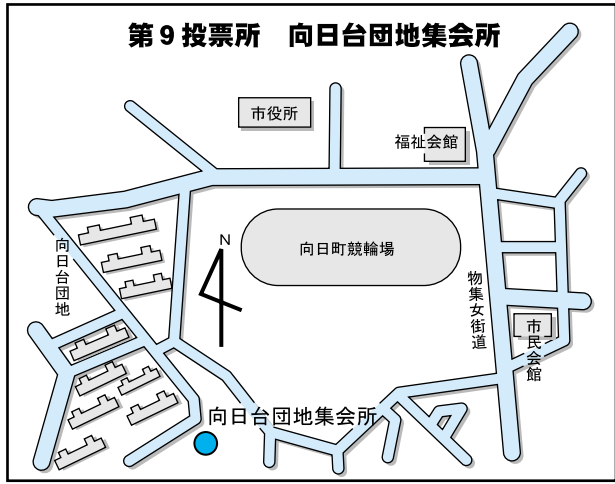 第9投票所　向日台団地集会所
市役所
福祉会館
N
向日町競輪場
向日台団地
物集女街道
市民会館
向日台団地集会所